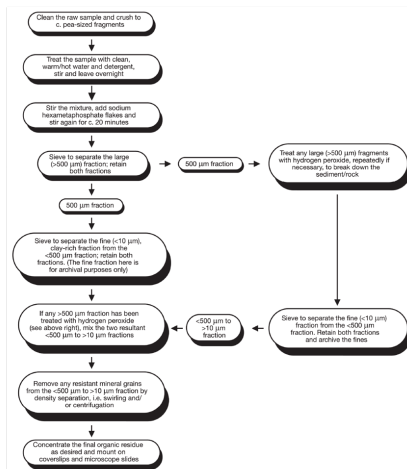 Clean the raw sample and crush to
c. pea-sized fragments
Treat the sample with clean,
warm/hot water and detergent,
stir and leave overnight
Stir the mixture, add sodium
hexametaphosphate flakes and
stir again for c. 20 minutes
Sieve to separate the large
(>500 µm) fraction; retain
both fractions
500 µm fraction
Treat any large (>500 µm) fragments
with hydrogen peroxide, repeatedly if
necessary, to break down the
sediment/rock
500 µm fraction
Sieve to separate the fine (<10 µm),
clay-rich fraction from the
<500 µm fraction; retain both
fractions. (The fine fraction here is
for archival purposes only)
If any >500 µm fraction has been
treated with hydrogen peroxide
(see above right), mix the two resultant
<500 µm to >10 µm fractions
<500 µm to
>10 µm
fraction
Sieve to separate the fine (<10 µm)
fraction from the <500 µm
fraction. Retain both fractions
and archive the fines
Remove any resistant mineral grains
from the <500 µm to >10 µm fraction by
density separation, i.e, swirling and/
or centrifugation
Concentrate the final organic residue
as desired and mount on
coverslips and microscope slides